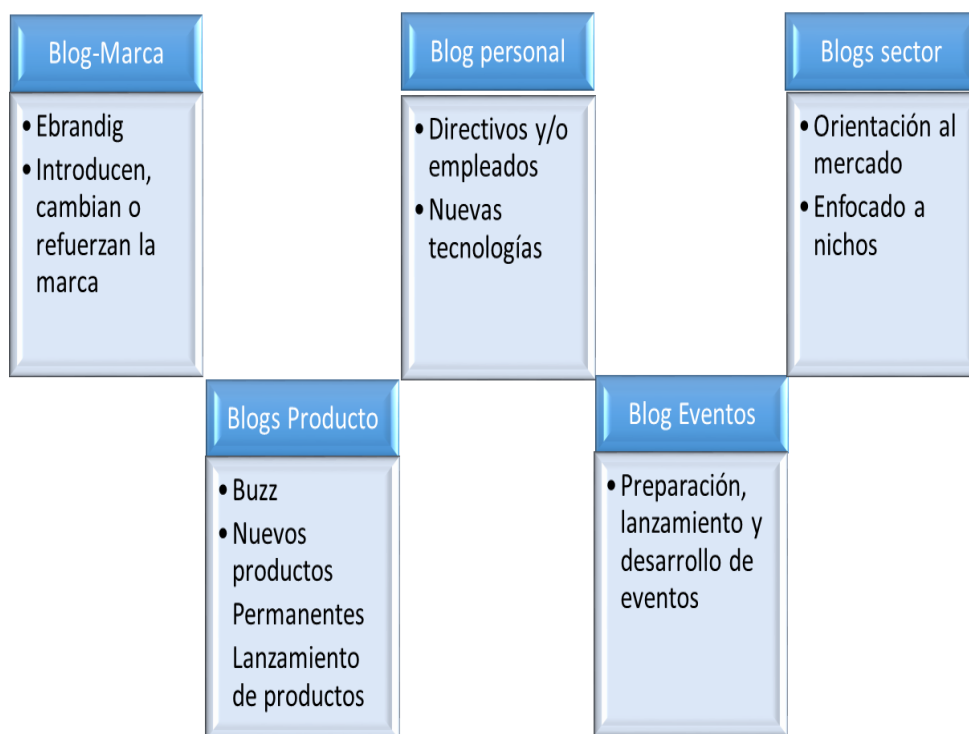 Blog-Marca
• Ebrandig
• Introducen,
cambian o
refuerzan la
marca
Blog personal
• Directivos y/o
empleados
• Nuevas
tecnologías
Blogs sector
• Orientación al
mercado
• Enfocado a
nichos
Blogs Producto
• Buzz
• Nuevos
productos
Permanentes
Lanzamiento
de productos
Blog Eventos
• Preparación,
lanzamiento y
desarrollo de
eventos